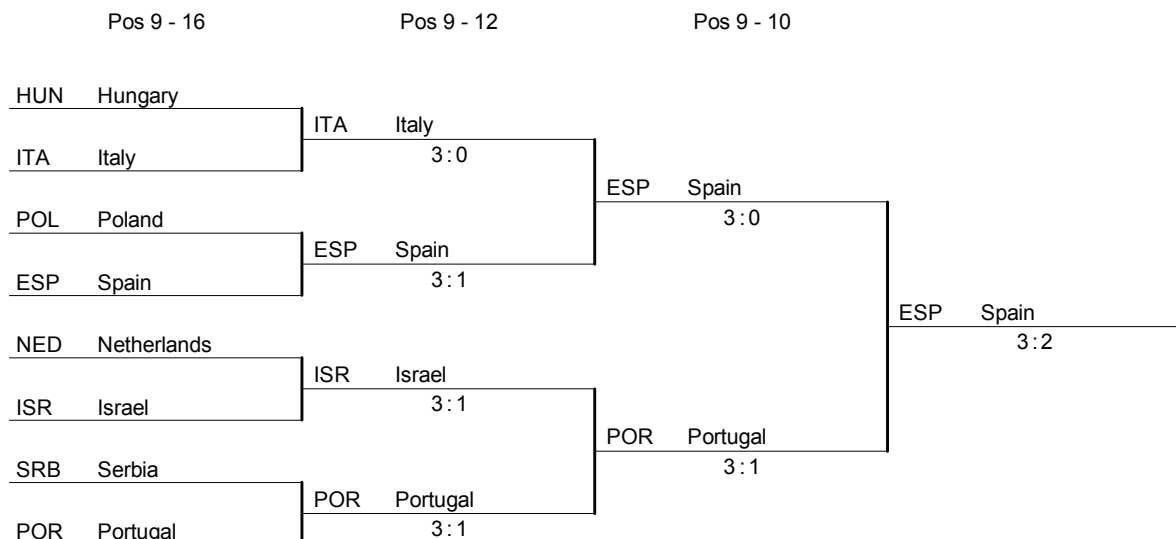 Pos 9 - 16 Pos 9 - 12 Pos 9 - 10
HUN Hungary
ITA Italy
3 : 0
ITA Italy
ESP Spain
3 : 0
POL Poland
ESP Spain
3 : 1
ESP Spain
ESP Spain
3 : 2
NED Netherlands
ISR Israel
3 : 1
ISR Israel
POR Portugal
3 : 1
SRB Serbia
POR Portugal
3 : 1
POR Portugal